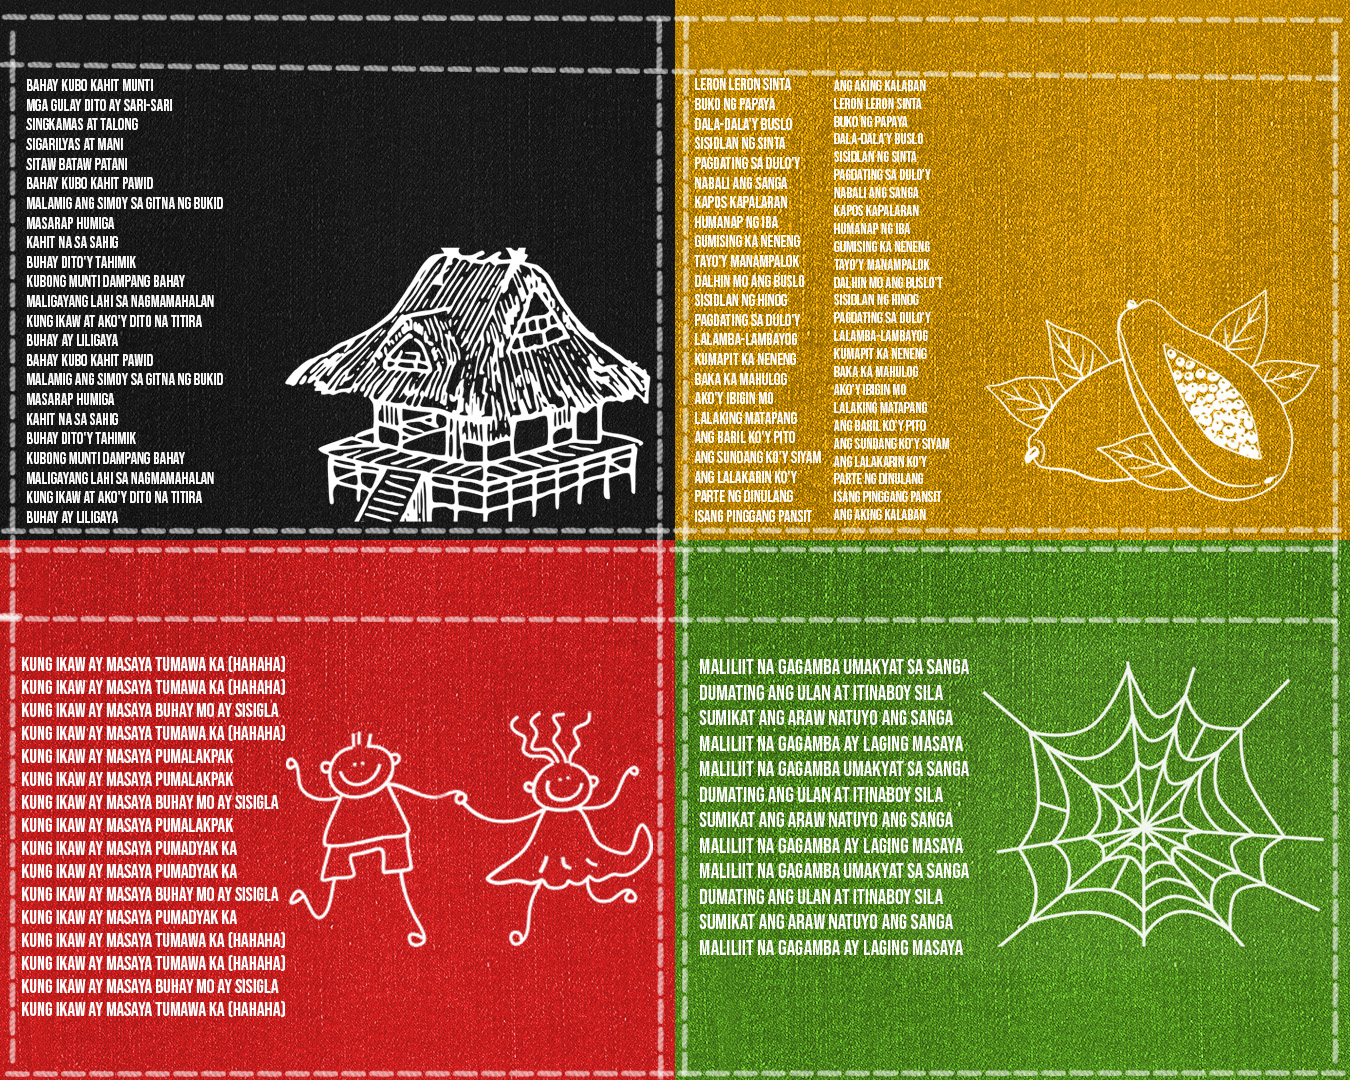 BAHAY KUBO KAHIT MUNTI
MGA GULAY DITO AY SARI-SARI
SINGKAMAS AT TALONG
SIGARILYAS AT MANI
SITAW BATAW PATANI
BAHAY KUBO KAHIT PAWID
MALAMIG ANG SIMOY SA GITNA NG BUKID
MASARAP HUMIGA
KAHIT NA SA SAHIG
BUHAY DITO'Y TAHIMIK
KUBONG MUNTI DAMPANG BAHAY
MALIGAYANG LAHI SA NAGMAMAHALAN
KUNG IKAW AT AKO'Y DITO NA TITIRA
BUHAY AY LILIGAYA
BAHAY KUBO KAHIT PAWID
MALAMIG ANG SIMOY SA GITNA NG BUKID
MASARAP HUMIGA
KAHIT NA SA SAHIG
BUHAY DITO'Y TAHIMIK
KUBONG MUNTI DAMPANG BAHAY
MALIGAYANG LAHI SA NAGMAMAHALAN
KUNG IKAW AT AKO'Y DITO NA TITIRA
BUHAY AY LILIGAYA
LERON LERON SINTA
BUKO NG PAPAYA
DALA-DALA'Y BUSLO
SISIDLAN NG SINTA
PAGDATING SA DULO'Y
NABALI ANG SANGA
KAPOS KAPALARAN
HUMANAP NG IBA
GUMISING KA NENENG
TAYO'Y MANAMPALOK
DALHIN MO ANG BUSLO
SISIDLAN NG HINOG
PAGDATING SA DULO'Y
LALAMBA-LAMBAYOG
KUMAPIT KA NENENG
BAKA KA MAHULOG
AKO'Y IBIGIN MO
LALAKING MATAPANG
ANG BARIL KO'Y PITO
ANG SUNDANG KO'Y SIYAM
ANG LALAKARIN KO'Y
PARTE NG DINULANG
ISANG PINGGANG PANSIT
ANG AKING KALABAN
LERON LERON SINTA
BUKO NG PAPAYA
DALA-DALA'Y BUSLO
SISIDLAN NG SINTA
PAGDATING SA DULO'Y
NABALI ANG SANGA
KAPOS KAPALARAN
HUMANAP NG IBA
GUMISING KA NENENG
TAYO'Y MANAMPALOK
DALHIN MO ANG BUSLO'T
SISIDLAN NG HINOG
PAGDATING SA DULO'Y
LALAMBA-LAMBAYOG
KUMAPIT KA NENENG
BAKA KA MAHULOG
AKO'Y IBIGIN MO
LALAKING MATAPANG
ANG BARIL KO'Y PITO
ANG SUNDANG KO'Y SIYAM
ANG LALAKARIN KO'Y
PARTE NG DINULANG
ISANG PINGGANG PANSIT
ANG AKING KALABAN
KUNG IKAW AY MASAYA TUMAWA KA (HAHAHA)
KUNG IKAW AY MASAYA TUMAWA KA (HAHAHA)
KUNG IKAW AY MASAYA BUHAY MO AY SISIGLA
KUNG IKAW AY MASAYA TUMAWA KA (HAHAHA)
KUNG IKAW AY MASAYA PUMALAKPAK
KUNG IKAW AY MASAYA PUMALAKPAK
KUNG IKAW AY MASAYA BUHAY MO AY SISIGLA
KUNG IKAW AY MASAYA PUMALAKPAK
KUNG IKAW AY MASAYA PUMADYAK KA
KUNG IKAW AY MASAYA PUMADYAK KA
KUNG IKAW AY MASAYA BUHAY MO AY SISIGLA
KUNG IKAW AY MASAYA PUMADYAK KA
KUNG IKAW AY MASAYA TUMAWA KA (HAHAHA)
KUNG IKAW AY MASAYA TUMAWA KA (HAHAHA)
KUNG IKAW AY MASAYA BUHAY MO AY SISIGLA
KUNG IKAW AY MASAYA TUMAWA KA (HAHAHA)
MALILIIT NA GAGAMBA UMAKYAT SA SANGA
DUMATING ANG ULAN AT ITINABOY SILA
SUMIKAT ANG ARAW NATUYO ANG SANGA
MALILIIT NA GAGAMBA AY LAGING MASAYA
MALILIIT NA GAGAMBA UMAKYAT SA SANGA
DUMATING ANG ULAN AT ITINABOY SILA
SUMIKAT ANG ARAW NATUYO ANG SANGA
MALILIIT NA GAGAMBA AY LAGING MASAYA
MALILIIT NA GAGAMBA UMAKYAT SA SANGA
DUMATING ANG ULAN AT ITINABOY SILA
SUMIKAT ANG ARAW NATUYO ANG SANGA
MALILIIT NA GAGAMBA AY LAGING MASAYA